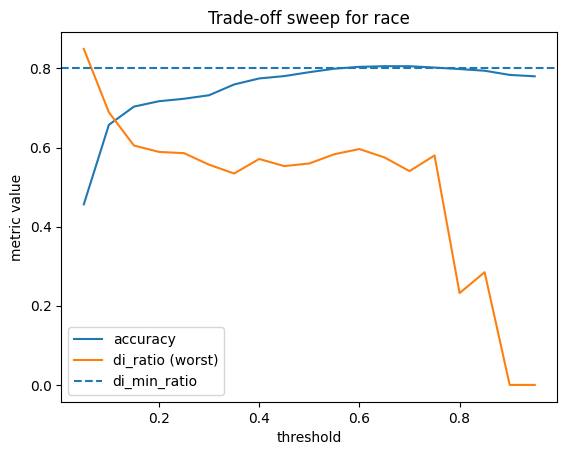 Trade-off sweep for race
metric value
0.8
0.6
0.4
0.2
0.0
accuracy
di_ratio (worst)
di_min_ratio
0.2 0.4 0.6 0.8
threshold